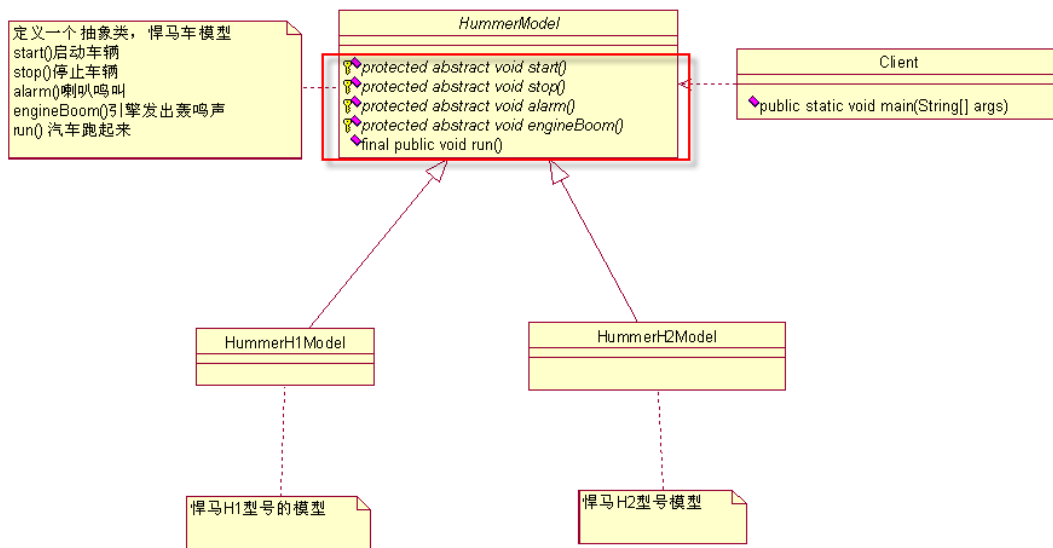 定义一个抽象类，悍马车模型
start()启动车辆
stop()停止车辆
alarm()喇叭鸣叫
engineBoom()引擎发出轰鸣声
run() 汽车跑起来
HummerModel
protected abstract void start()
protected abstract void stop()
protected abstract void alarm()
protected abstract void engineBoom()
final public void run()
Client
public static void main(String[] args)
HummerH1Model
HummerH2Model
悍马H1型号的模型
悍马H2型号模型